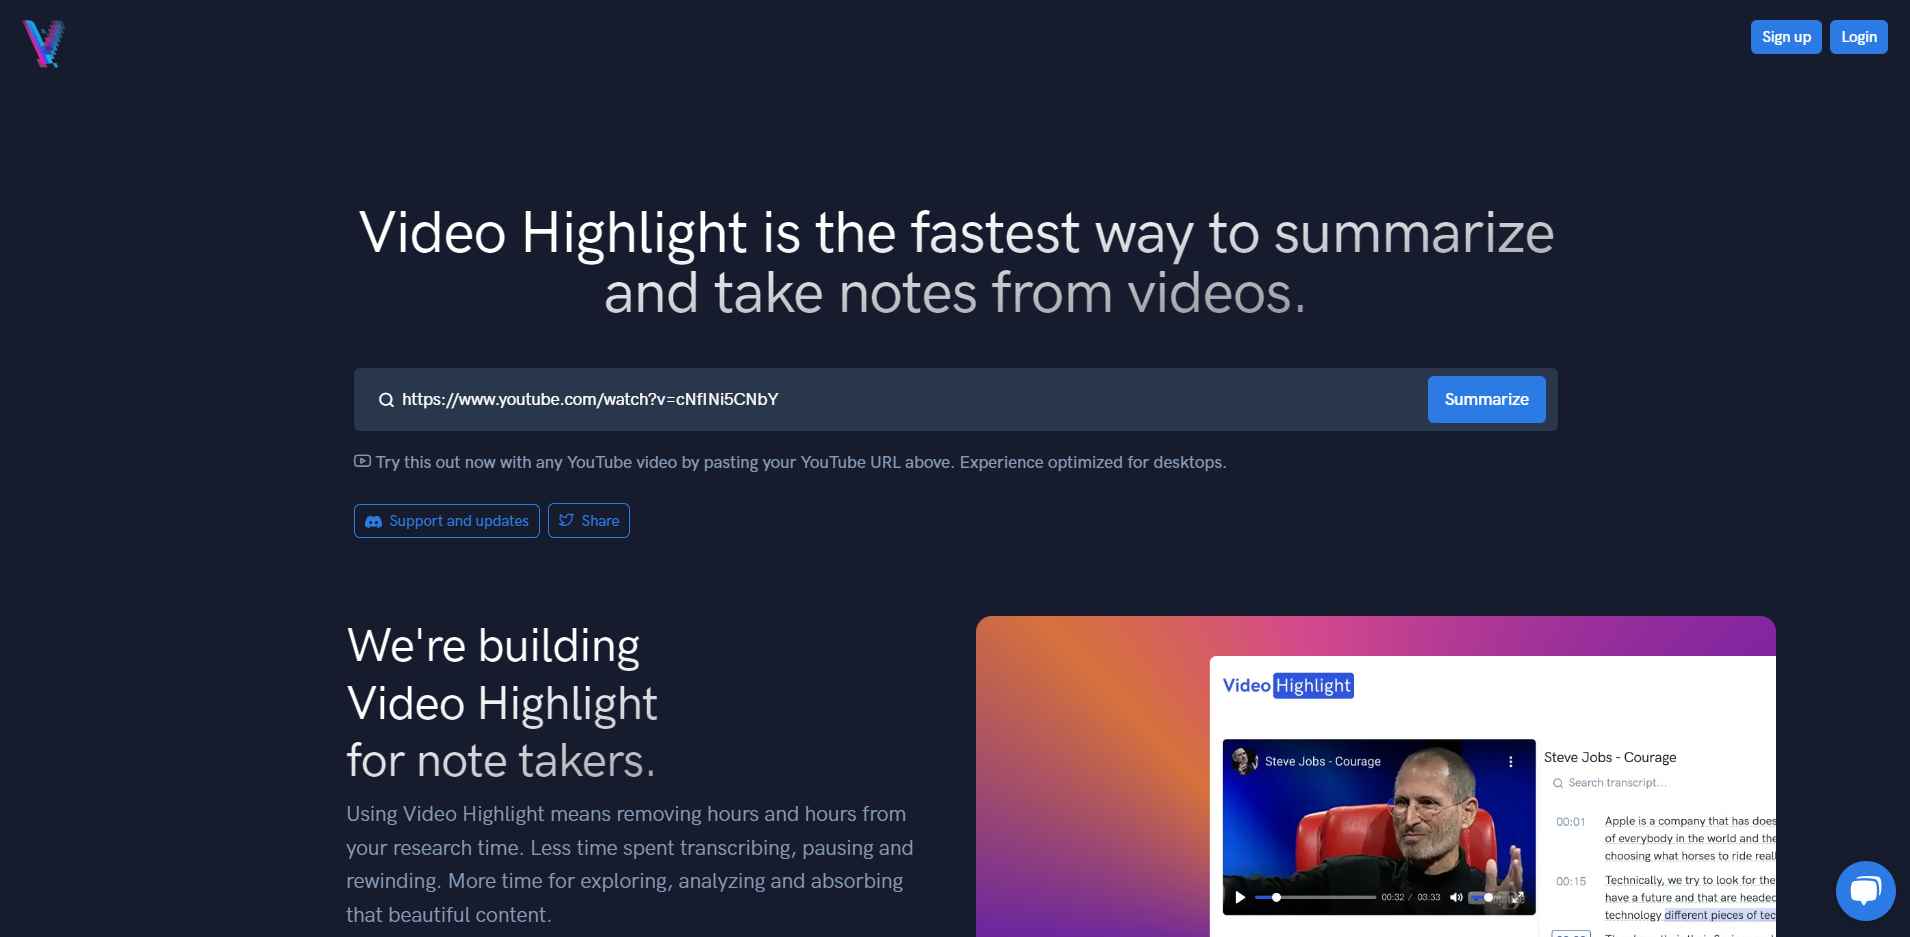 Sign up
Login
Video Highlight is the fastest way to summarize
and take notes from videos.
https://www.youtube.com/watch?v=cNfINi5CNbY
Summarize
Try this out now with any YouTube video by pasting your YouTube URL above. Experience optimized for desktops.
Support and updates
Share
We're building
Video Highlight
for note takers.
Using Video Highlight means removing hours and hours from
your research time. Less time spent transcribing, pausing and
rewinding. More time for exploring, analyzing and absorbing
that beautiful content.
Video Highlight
Steve Jobs - Courage
00:32 / 03:33
Steve Jobs - Courage
Search transcript...
00:01
Apple is a company that has does
of everybody in the world and the
choosing what horses to ride reall
00:15
Technically, we try to look for the
have a future and that are headed
technology different pieces of tec